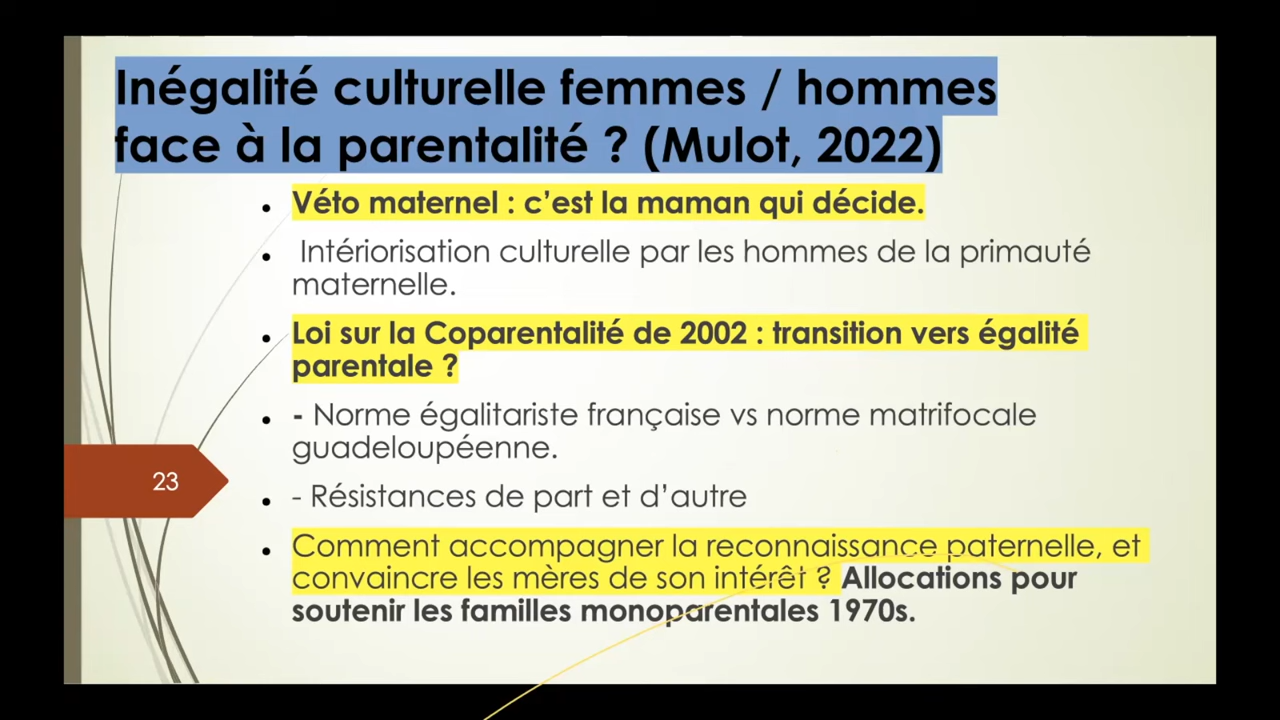 Inégalité culturelle femmes / hommes
face à la parentalité ? (Mulot, 2022)
• Véto maternel : c’est la maman qui décide.
• Intériorisation culturelle par les hommes de la primauté
maternelle.
• Loi sur la Coparentalité de 2002 : transition vers égalité
parentale ?
• - Norme égalitariste française vs norme matrifocale
guadeloupéenne.
• - Résistances de part et d’autre
• Comment accompagner la reconnaissance paternelle, et
convaincre les mères de son intérêt ? Allocations pour
soutenir les familles monoparentales 1970s.
23